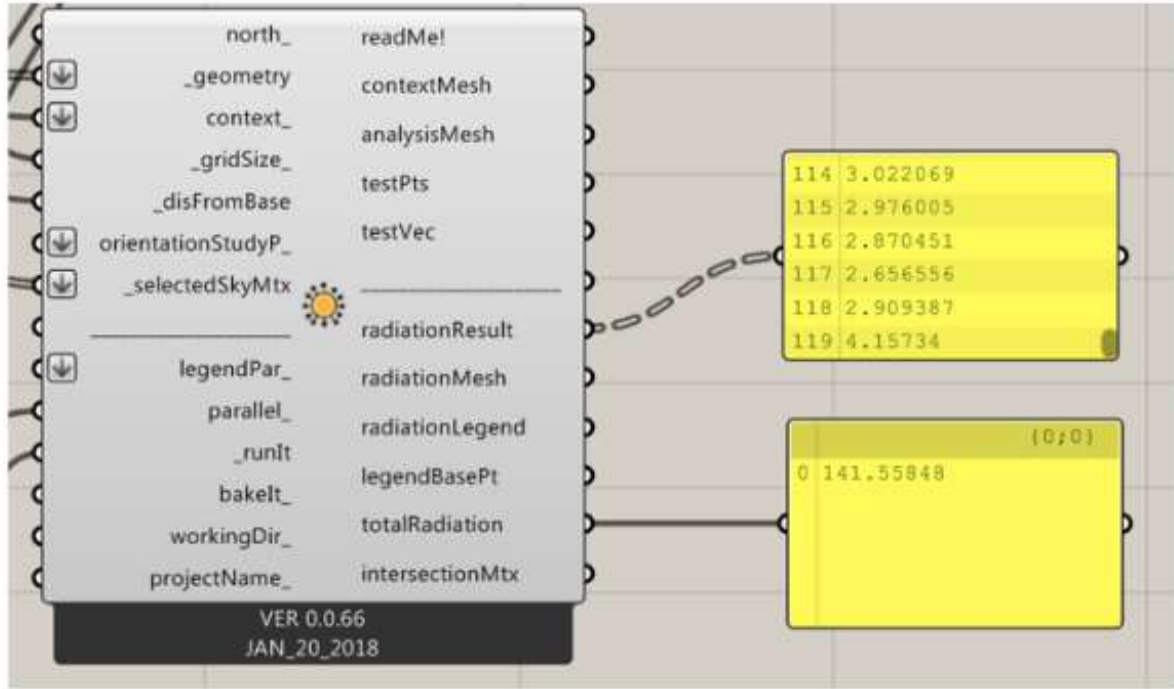 north_
_geometry
context_
_gridSize_
_disFromBase
orientationStudyP_
_selectedSkyMtx
legendPar_
parallel_
_runIt
bakeIt_
workingDir_
projectName_
readMe!
contextMesh
analysisMesh
testPts
testVec
radiationResult
radiationMesh
radiationLegend
legendBasePt
totalRadiation
intersectionMtx
VER 0.0.66
JAN_20_2018
114 3.022069
115 2.976005
116 2.870451
117 2.656556
118 2.909387
119 4.15734
{0;0}
0 141.55848